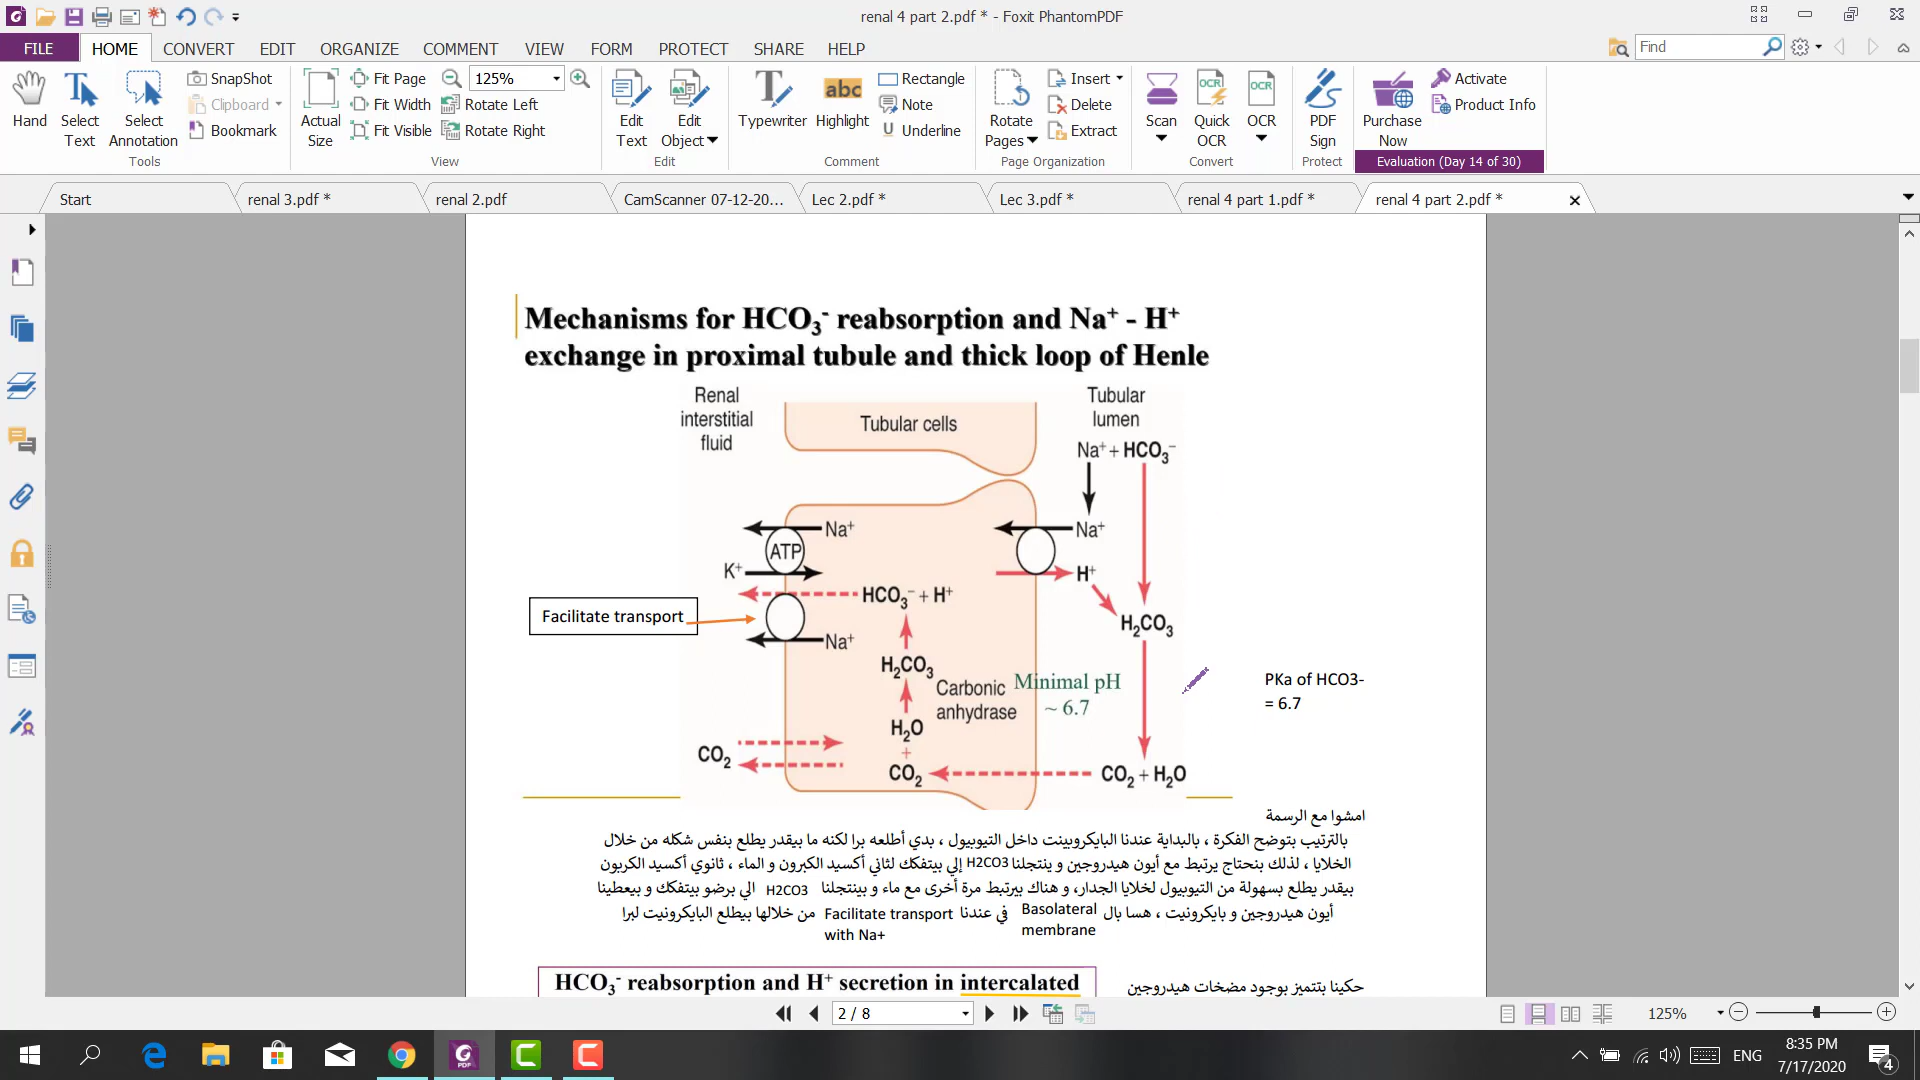 renal 4 part 2.pdf * - Foxit PhantomPDF
FILE HOME CONVERT EDIT ORGANIZE COMMENT VIEW FORM PROTECT SHARE HELP Find
Hand
Select Text
Select Annotation
SnapShot
Clipboard
Bookmark
Tools
Actual Size
Fit Page
Fit Width
Fit Visible
125%
Rotate Left
Rotate Right
View
Edit Text
Edit Object
Edit
Typewriter
abc
Highlight
Rectangle
Note
Underline
Comment
Rotate Pages
Insert
Delete
Extract
Page Organization
Scan
OCR
Quick OCR
OCR
OCR
Convert
PDF Sign
Protect
Purchase Now
Activate
Product Info
Evaluation (Day 14 of 30)
Start renal 3.pdf * renal 2.pdf CamScanner 07-12-20... Lec 2.pdf * Lec 3.pdf * renal 4 part 1.pdf * renal 4 part 2.pdf *
Mechanisms for HCO₃⁻ reabsorption and Na⁺ - H⁺
exchange in proximal tubule and thick loop of Henle
Renal
interstitial
fluid
Tubular cells
Tubular
lumen
Na⁺ + HCO₃⁻
Na⁺
Na⁺
ATP
K⁺
H⁺
HCO₃⁻ + H⁺
Facilitate transport
H₂CO₃
Na⁺
H₂CO₃
Carbonic
anhydrase
Minimal pH
~ 6.7
PKa of HCO3-
= 6.7
H₂O
+
CO₂
CO₂
CO₂ + H₂O
امشوا مع الرسمة
بالترتيب بتوضح الفكرة ، بالبداية عندنا البايكروبينت داخل التيوبيول ، بدي أطلعه برا لكنه ما بيقدر يطلع بنفس شكله من خلال
الخلايا ، لذلك بنحتاج يرتبط مع أيون هيدروجين و ينتجلنا H2CO3 إلي بيتفكك لثاني أكسيد الكبرون و الماء ، ثانوي أكسيد الكربون
بيقدر يطلع بسهولة من التيوبيول لخلايا الجدار، و هناك بيرتبط مرة أخرى مع ماء و بينتجلنا H2CO3 الي برضو بيتفكك و بيعطينا
أيون هيدروجين و بايكرونيت ، هسا بال Basolateral membrane في عندنا Facilitate transport with Na+ من خلالها بيطلع البايكرونيت لبرا
HCO₃⁻ reabsorption and H⁺ secretion in intercalated
حكينا بتتميز بوجود مضخات هيدروجين
2 / 8
125%
ENG
8:35 PM
7/17/2020
4